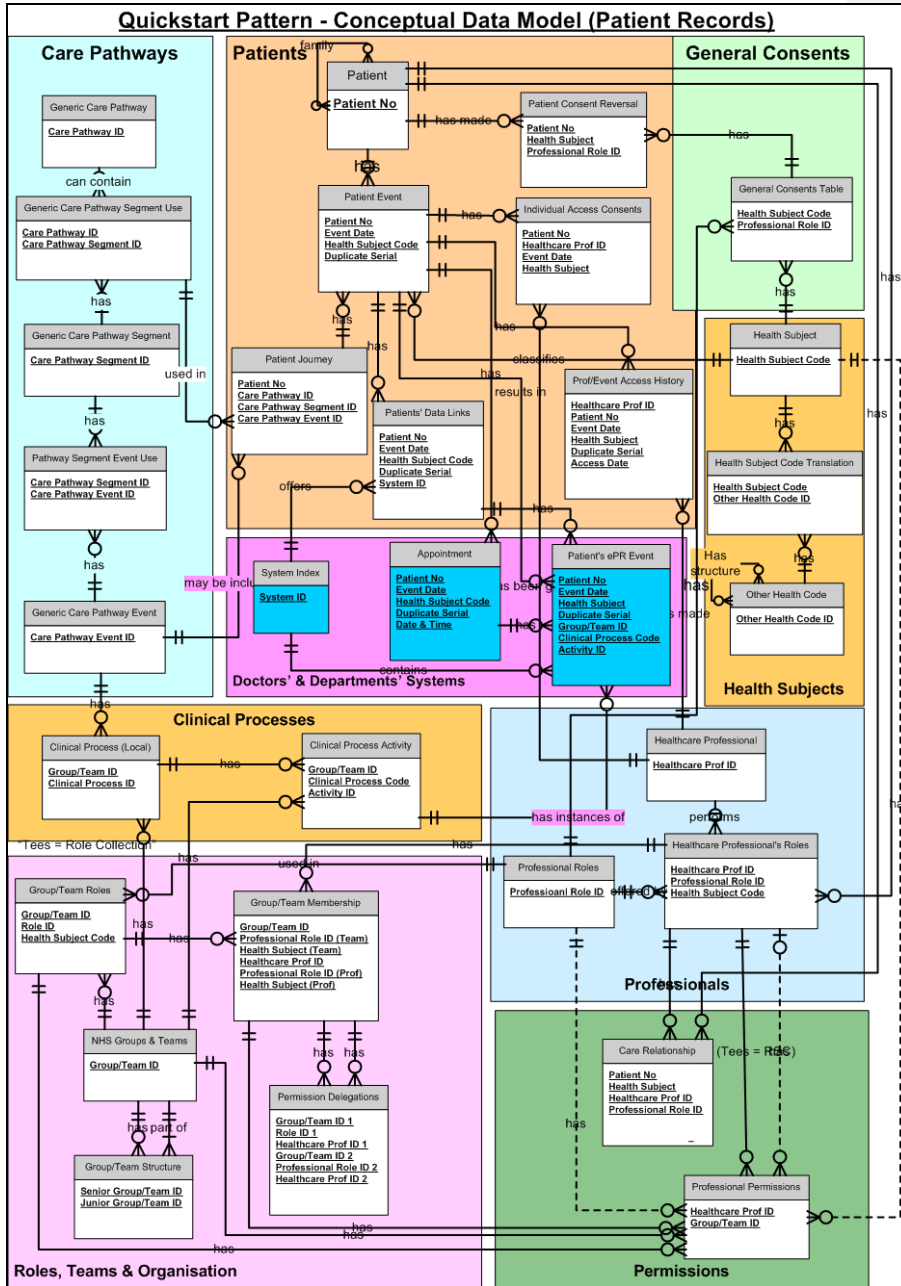 Quickstart Pattern - Conceptual Data Model (Patient Records)
Care Pathways
Generic Care Pathway
Care Pathway ID
can contain
Generic Care Pathway Segment Use
Care Pathway ID
Care Pathway Segment ID
has
used in
Generic Care Pathway Segment
Care Pathway Segment ID
has
Pathway Segment Event Use
Care Pathway Segment ID
Care Pathway Event ID
has
Generic Care Pathway Event
Care Pathway Event ID
has
Patients
family
Patient
Patient No
has made
has
Patient Consent Reversal
Patient No
Health Subject
Professional Role ID
has
Patient Event
Patient No
Event Date
Health Subject Code
Duplicate Serial
has
Individual Access Consents
Patient No
Healthcare Prof ID
Event Date
Health Subject
has
has
has
classifies
has
results in
Patient Journey
Patient No
Care Pathway ID
Care Pathway Segment ID
Care Pathway Event ID
Patients' Data Links
Patient No
Event Date
Health Subject Code
Duplicate Serial
System ID
Prof/Event Access History
Healthcare Prof ID
Patient No
Event Date
Health Subject
Duplicate Serial
Access Date
offers
has
General Consents
General Consents Table
Health Subject Code
Professional Role ID
has
has
Health Subject
Health Subject Code
has
has
Health Subject Code Translation
Health Subject Code
Other Health Code ID
Has
structure
has
has
Other Health Code
Other Health Code ID
Health Subjects
may be inclu
System Index
System ID
Appointment
Patient No
Event Date
Health Subject Code
Duplicate Serial
Date & Time
as being
has
Patient's ePR Event
Patient No
Event Date
Health Subject
Duplicate Serial
Group/Team ID
Clinical Process Code
Activity ID
s made
contains
Doctors' & Departments' Systems
Clinical Processes
Clinical Process (Local)
Group/Team ID
Clinical Process ID
has
Clinical Process Activity
Group/Team ID
Clinical Process Code
Activity ID
has instances of
"Tees = Role Collection"
has
used in
has
Healthcare Professional
Healthcare Prof ID
performs
Professional Roles
Professioanl Role ID
offered by
Healthcare Professional's Roles
Healthcare Prof ID
Professional Role ID
Health Subject Code
ha
Professionals
has
Group/Team Roles
Group/Team ID
Role ID
Health Subject Code
has
has
Group/Team Membership
Group/Team ID
Professional Role ID (Team)
Health Subject (Team)
Healthcare Prof ID
Professional Role ID (Prof)
Health Subject (Prof)
has
NHS Groups & Teams
Group/Team ID
has
has
has
part of
Permission Delegations
Group/Team ID 1
Role ID 1
Healthcare Prof ID 1
Group/Team ID 2
Professional Role ID 2
Healthcare Prof ID 2
Group/Team Structure
Senior Group/Team ID
Junior Group/Team ID
has
has
has
Roles, Teams & Organisation
Care Relationship
Patient No
Health Subject
Healthcare Prof ID
Professional Role ID
has
Professional Permissions
Healthcare Prof ID
Group/Team ID
Permissions